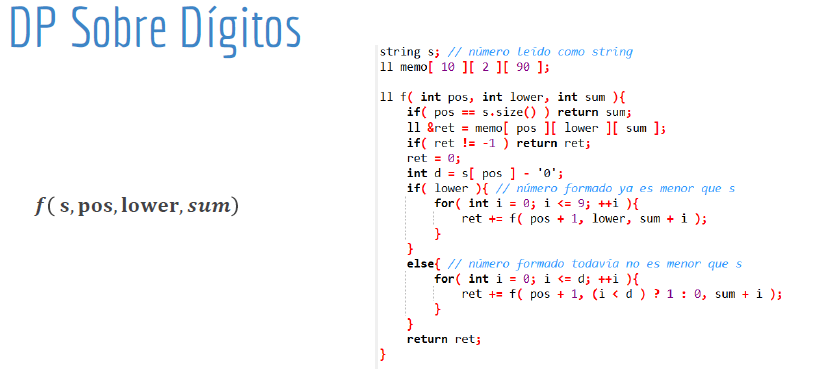 DP Sobre Dígitos
string s; // número leído como string
ll memo[ 10 ][ 2 ][ 90 ];
ll f( int pos, int lower, int sum ){
if( pos == s.size() ) return sum;
ll &ret = memo[ pos ][ lower ][ sum ];
if( ret != -1 ) return ret;
ret = 0;
int d = s[ pos ] - '0';
if( lower ){ // número formado ya es menor que s
for( int i = 0; i <= 9; ++i ){
ret += f( pos + 1, lower, sum + i );
}
}
else{ // número formado todavia no es menor que s
for( int i = 0; i <= d; ++i ){
ret += f( pos + 1, (i < d ) ? 1 : 0, sum + i );
}
}
return ret;
}
f( s, pos, lower, sum)